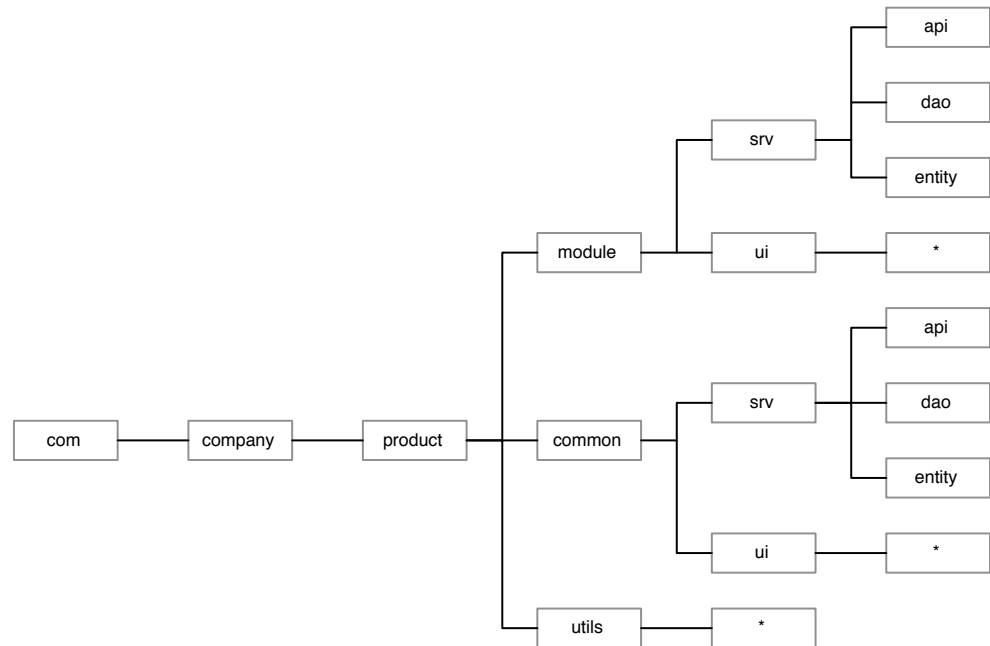 api
dao
srv
entity
module
ui
*
api
srv
dao
com
company
product
common
entity
ui
*
utils
*